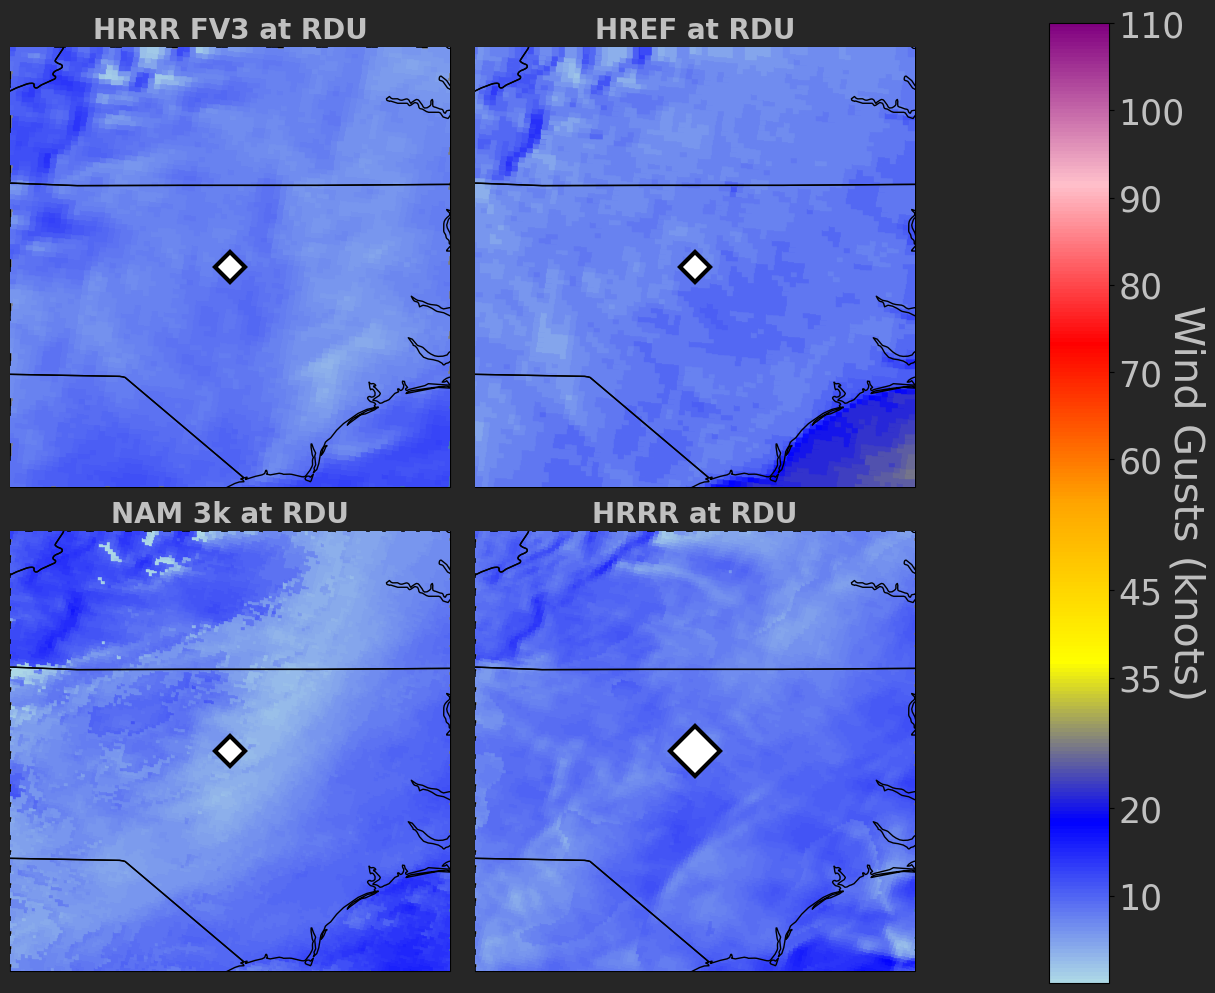 HRRR FV3 at RDU
HREF at RDU
NAM 3k at RDU
HRRR at RDU
110
100
90
80
70
60
45
35
20
10
Wind Gusts (knots)